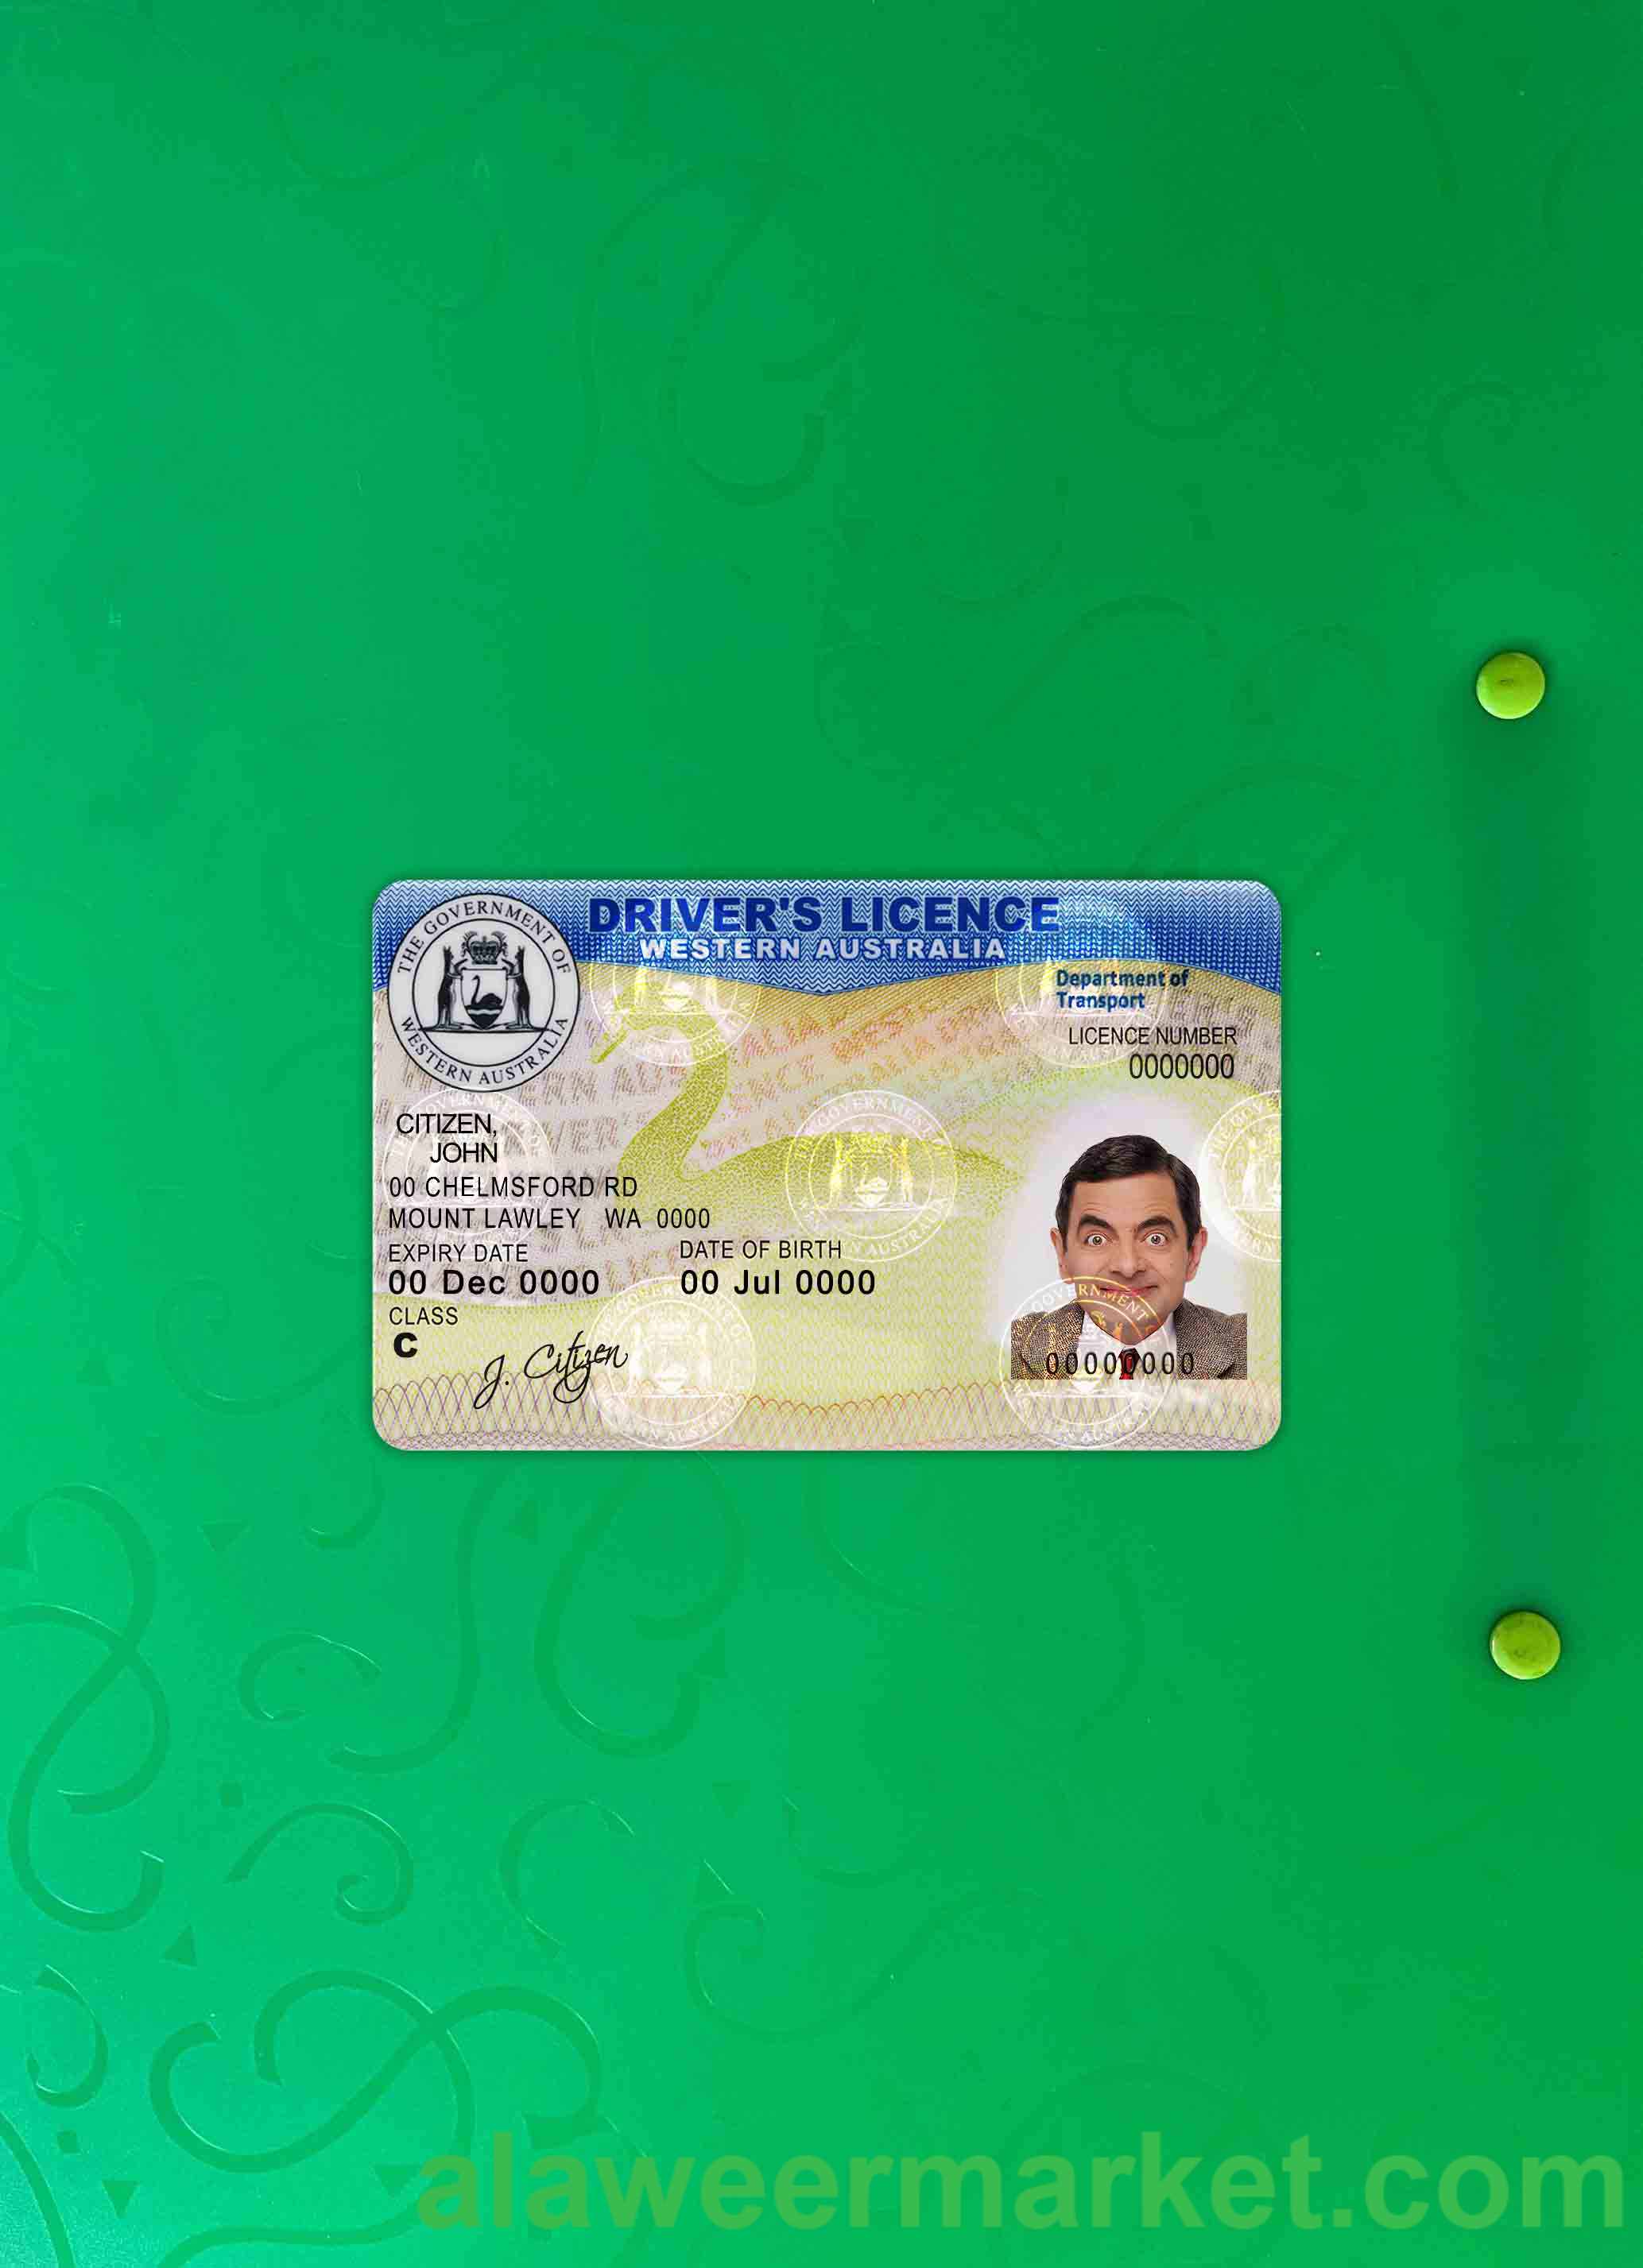 THE GOVERNMENT OF
WESTERN AUSTRALIA
DRIVER'S LICENCE
WESTERN AUSTRALIA
Department of
Transport
LICENCE NUMBER
0000000
CITIZEN,
JOHN
00 CHELMSFORD RD
MOUNT LAWLEY WA 0000
EXPIRY DATE DATE OF BIRTH
00 Dec 0000 00 Jul 0000
CLASS
C
J. Citizen
00000000
alaweermarket.com